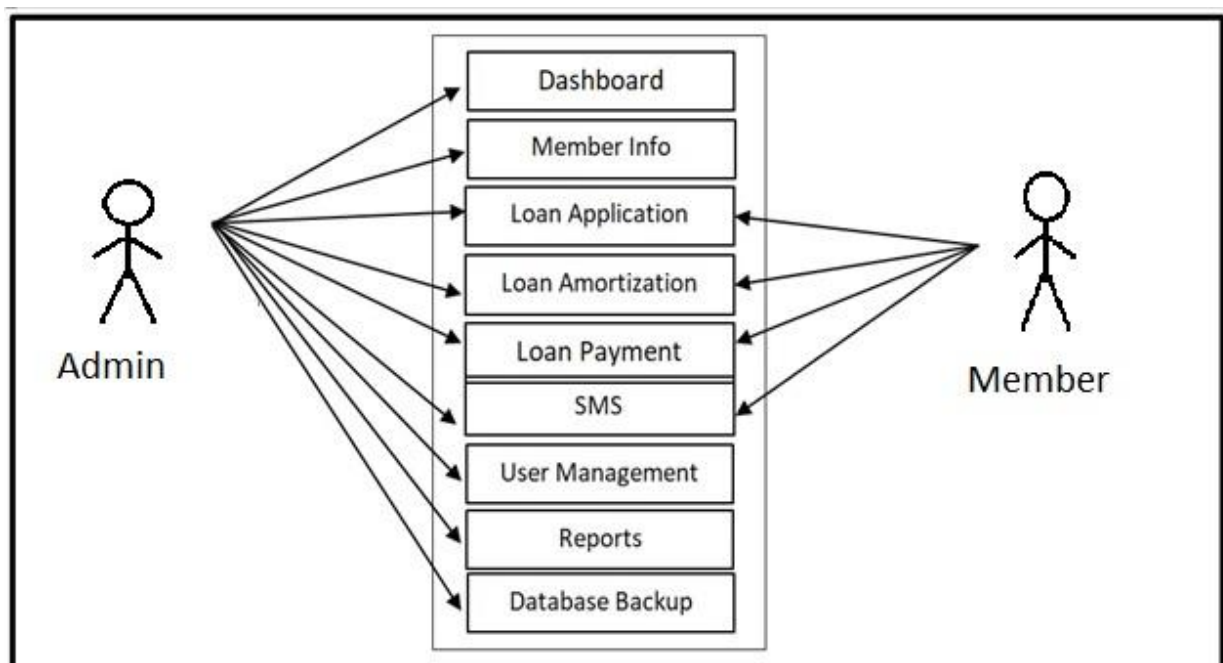 Dashboard
Member Info
Loan Application
Loan Amortization
Loan Payment
SMS
User Management
Reports
Database Backup
Admin
Member